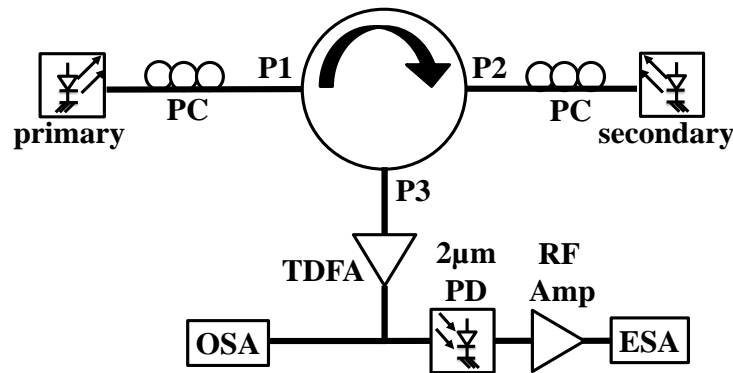 P1
P2
PC
PC
primary
secondary
P3
TDFA
2μm
PD
RF
Amp
OSA
ESA